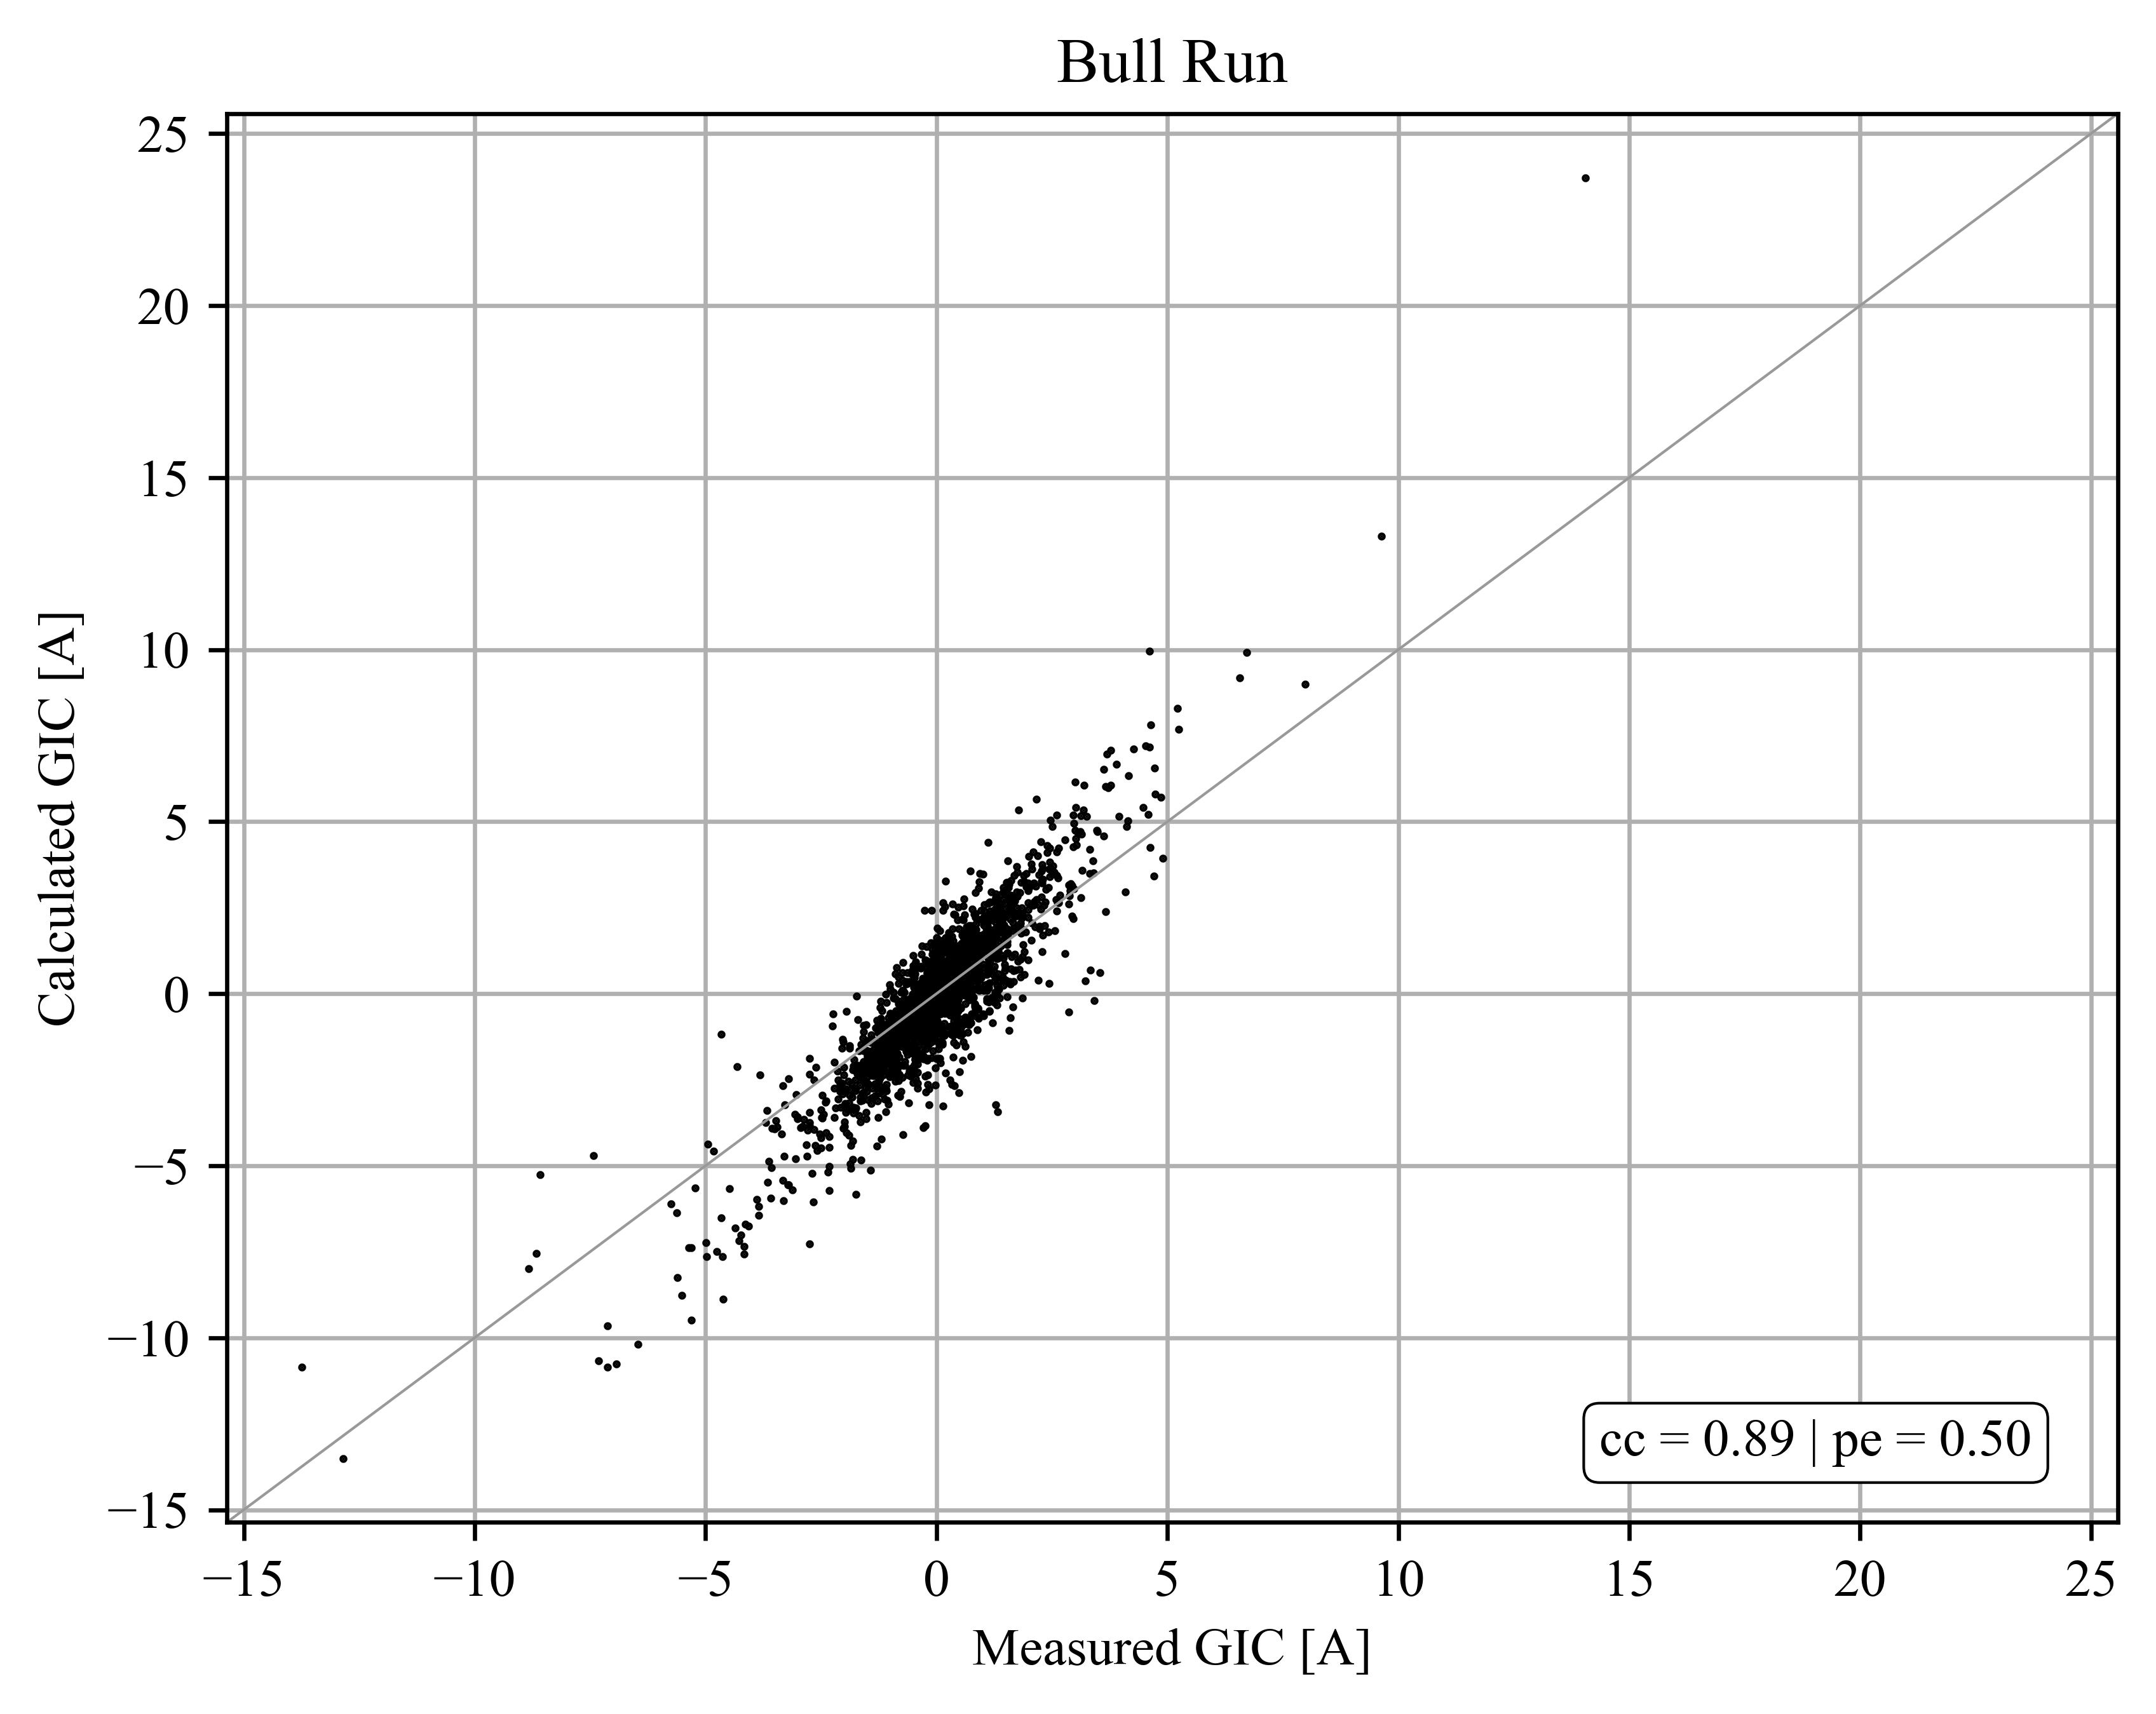 Bull Run
25
20
15
10
5
0
−5
−10
−15
Calculated GIC [A]
cc = 0.89 | pe = 0.50
−15 −10 −5 0 5 10 15 20 25
Measured GIC [A]